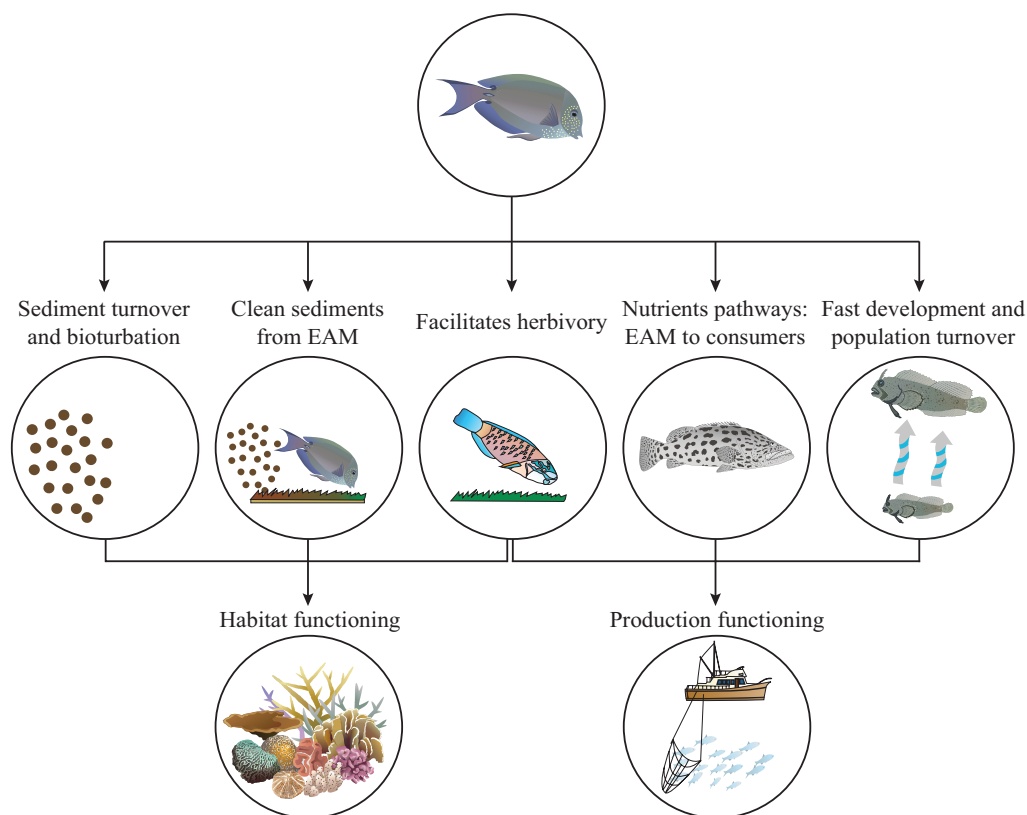 Sediment turnover
and bioturbation
Clean sediments
from EAM
Facilitates herbivory
Nutrients pathways:
EAM to consumers
Fast development and
population turnover
Habitat functioning
Production functioning